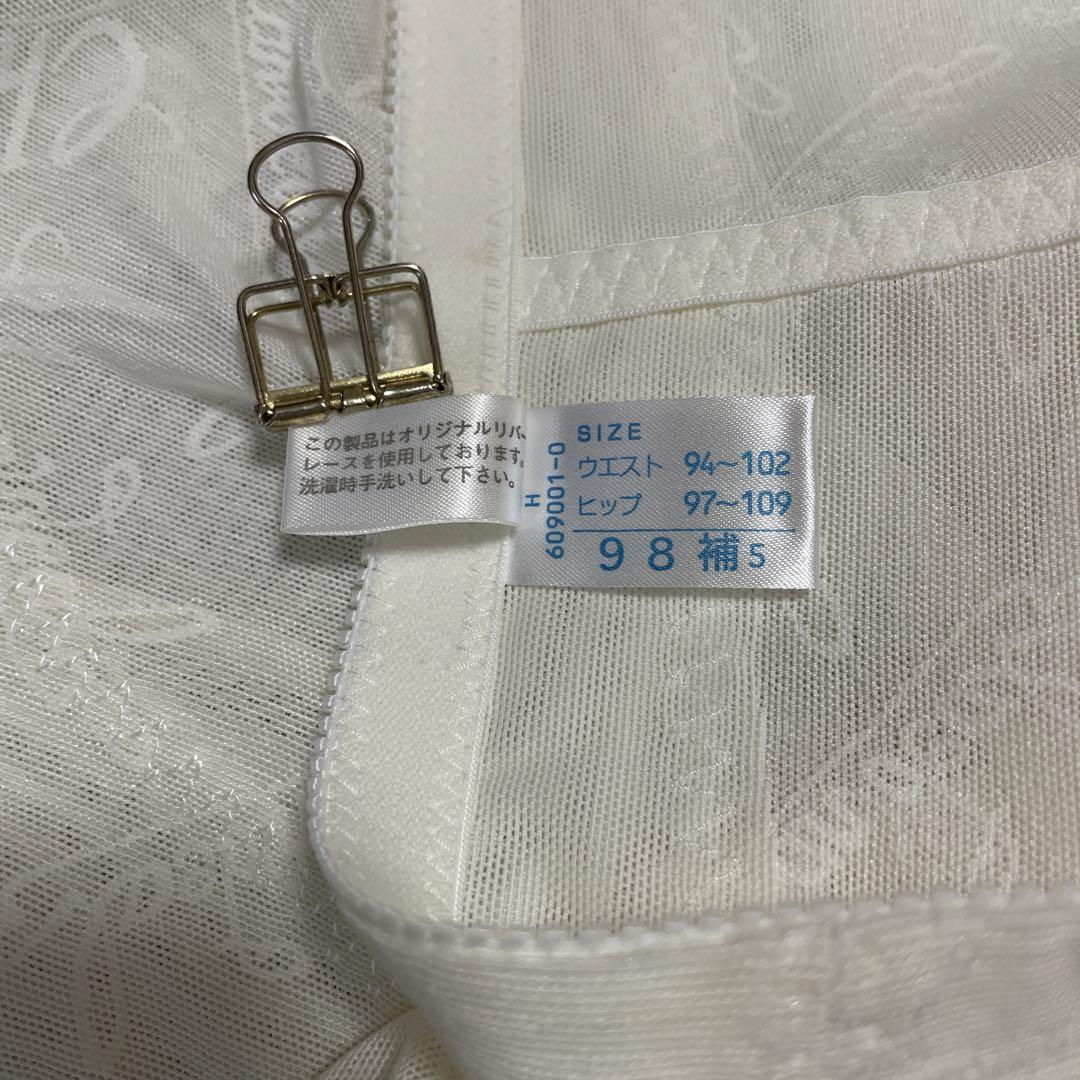 この製品はオリジナルリバー
レースを使用しております。
洗濯時手洗いして下さい。
H
609001-0
SIZE
ウエスト 94〜102
ヒップ 97〜109
98 補5